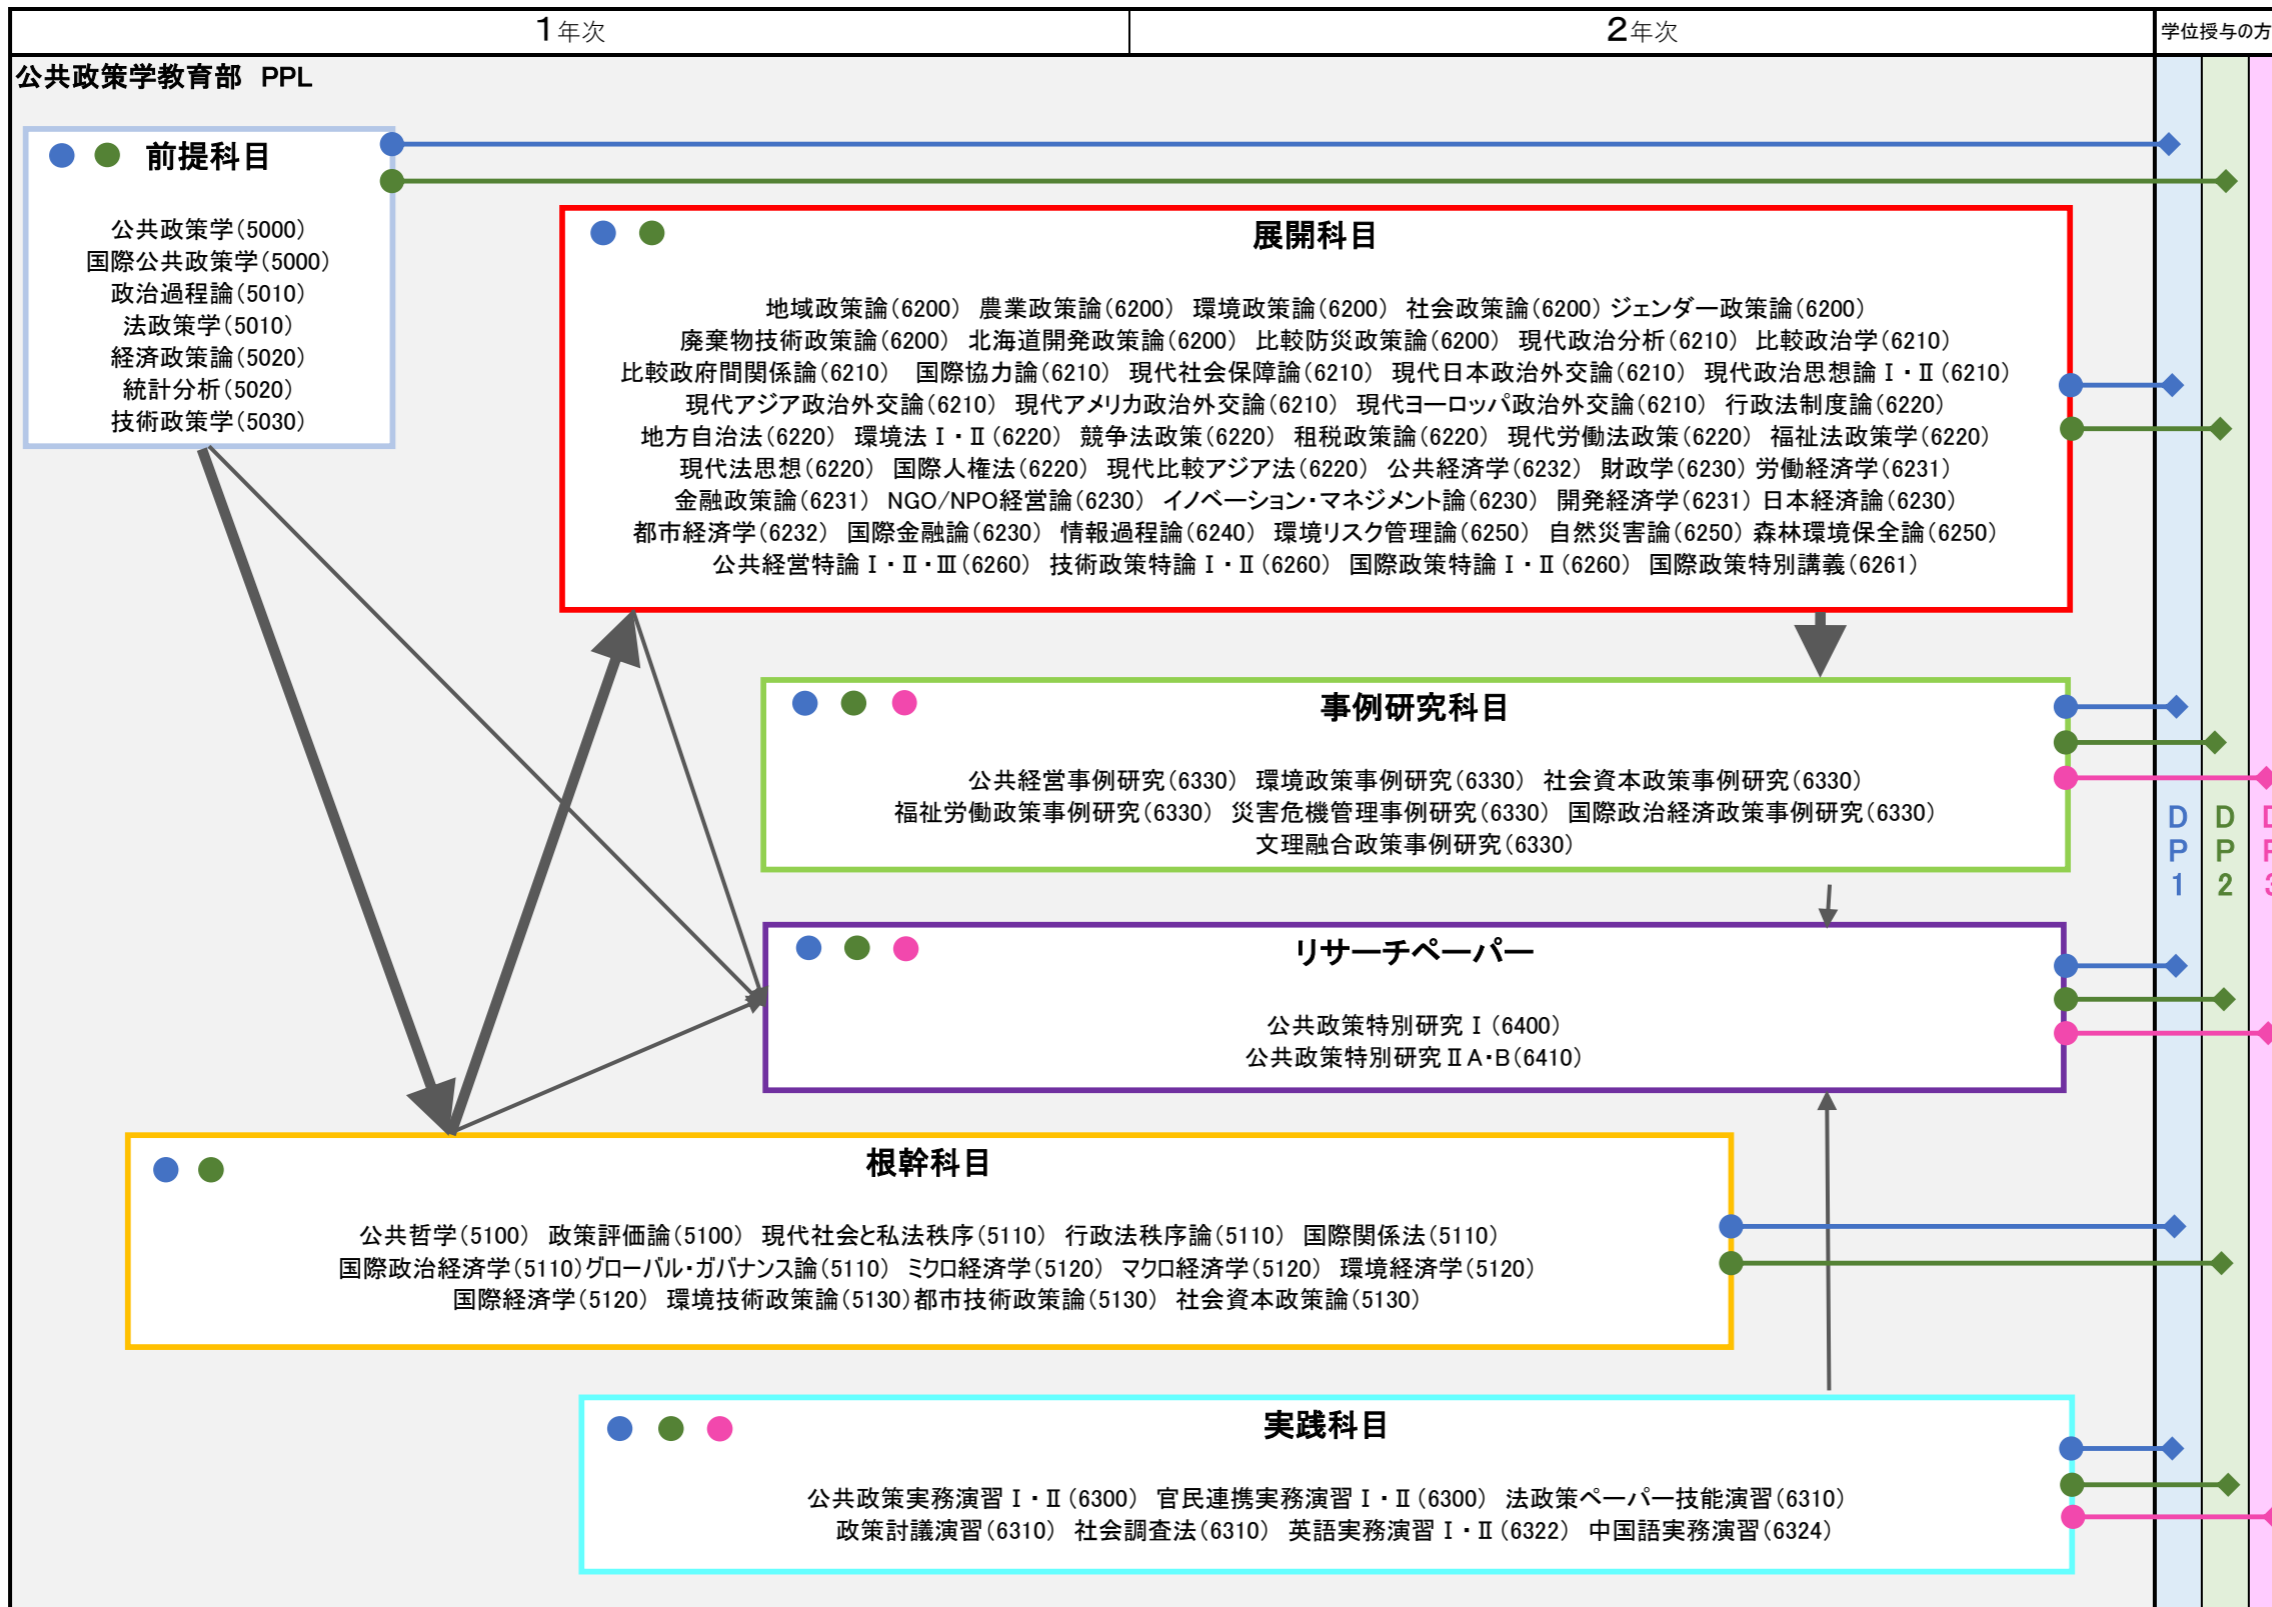 1年次
2年次
学位授与の方
公共政策学教育部 PPL
前提科目
公共政策学(5000)
国際公共政策学(5000)
政治過程論(5010)
法政策学(5010)
経済政策論(5020)
統計分析(5020)
技術政策学(5030)
展開科目
地域政策論(6200) 農業政策論(6200) 環境政策論(6200) 社会政策論(6200) ジェンダー政策論(6200)
廃棄物技術政策論(6200) 北海道開発政策論(6200) 比較防災政策論(6200) 現代政治分析(6210) 比較政治学(6210)
比較政府間関係論(6210) 国際協力論(6210) 現代社会保障論(6210) 現代日本政治外交論(6210) 現代政治思想論Ⅰ・Ⅱ(6210)
現代アジア政治外交論(6210) 現代アメリカ政治外交論(6210) 現代ヨーロッパ政治外交論(6210) 行政法制度論(6220)
地方自治法(6220) 環境法Ⅰ・Ⅱ(6220) 競争法政策(6220) 租税政策論(6220) 現代労働法政策(6220) 福祉法政策学(6220)
現代法思想(6220) 国際人権法(6220) 現代比較アジア法(6220) 公共経済学(6232) 財政学(6230) 労働経済学(6231)
金融政策論(6231) NGO/NPO経営論(6230) イノベーション・マネジメント論(6230) 開発経済学(6231) 日本経済論(6230)
都市経済学(6232) 国際金融論(6230) 情報過程論(6240) 環境リスク管理論(6250) 自然災害論(6250) 森林環境保全論(6250)
公共経営特論Ⅰ・Ⅱ・Ⅲ(6260) 技術政策特論Ⅰ・Ⅱ(6260) 国際政策特論Ⅰ・Ⅱ(6260) 国際政策特別講義(6261)
事例研究科目
公共経営事例研究(6330) 環境政策事例研究(6330) 社会資本政策事例研究(6330)
福祉労働政策事例研究(6330) 災害危機管理事例研究(6330) 国際政治経済政策事例研究(6330)
文理融合政策事例研究(6330)
DP1
DP2
DP3
リサーチペーパー
公共政策特別研究Ⅰ(6400)
公共政策特別研究ⅡA・B(6410)
根幹科目
公共哲学(5100) 政策評価論(5100) 現代社会と私法秩序(5110) 行政法秩序論(5110) 国際関係法(5110)
国際政治経済学(5110)グローバル・ガバナンス論(5110) ミクロ経済学(5120) マクロ経済学(5120) 環境経済学(5120)
国際経済学(5120) 環境技術政策論(5130)都市技術政策論(5130) 社会資本政策論(5130)
実践科目
公共政策実務演習Ⅰ・Ⅱ(6300) 官民連携実務演習Ⅰ・Ⅱ(6300) 法政策ペーパー技能演習(6310)
政策討議演習(6310) 社会調査法(6310) 英語実務演習Ⅰ・Ⅱ(6322) 中国語実務演習(6324)